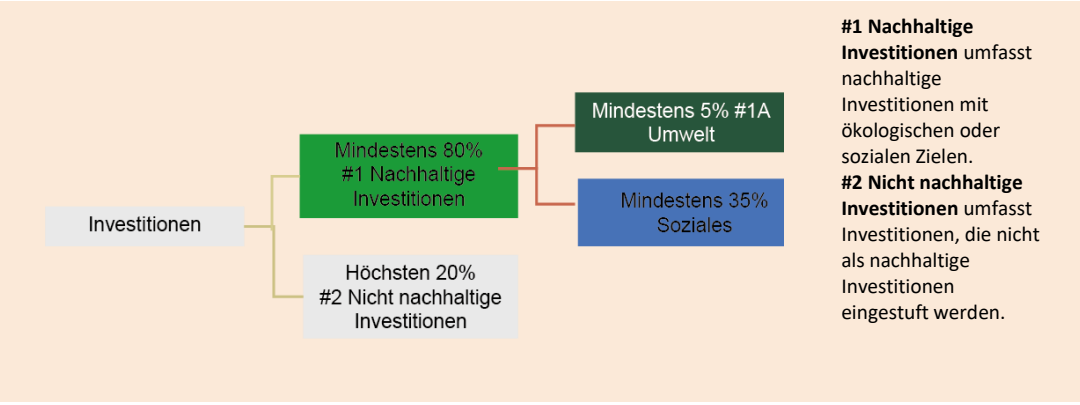 Investitionen
Mindestens 80%
#1 Nachhaltige
Investitionen
Höchsten 20%
#2 Nicht nachhaltige
Investitionen
Mindestens 5% #1A
Umwelt
Mindestens 35%
Soziales
#1 Nachhaltige
Investitionen umfasst
nachhaltige
Investitionen mit
ökologischen oder
sozialen Zielen.
#2 Nicht nachhaltige
Investitionen umfasst
Investitionen, die nicht
als nachhaltige
Investitionen
eingestuft werden.